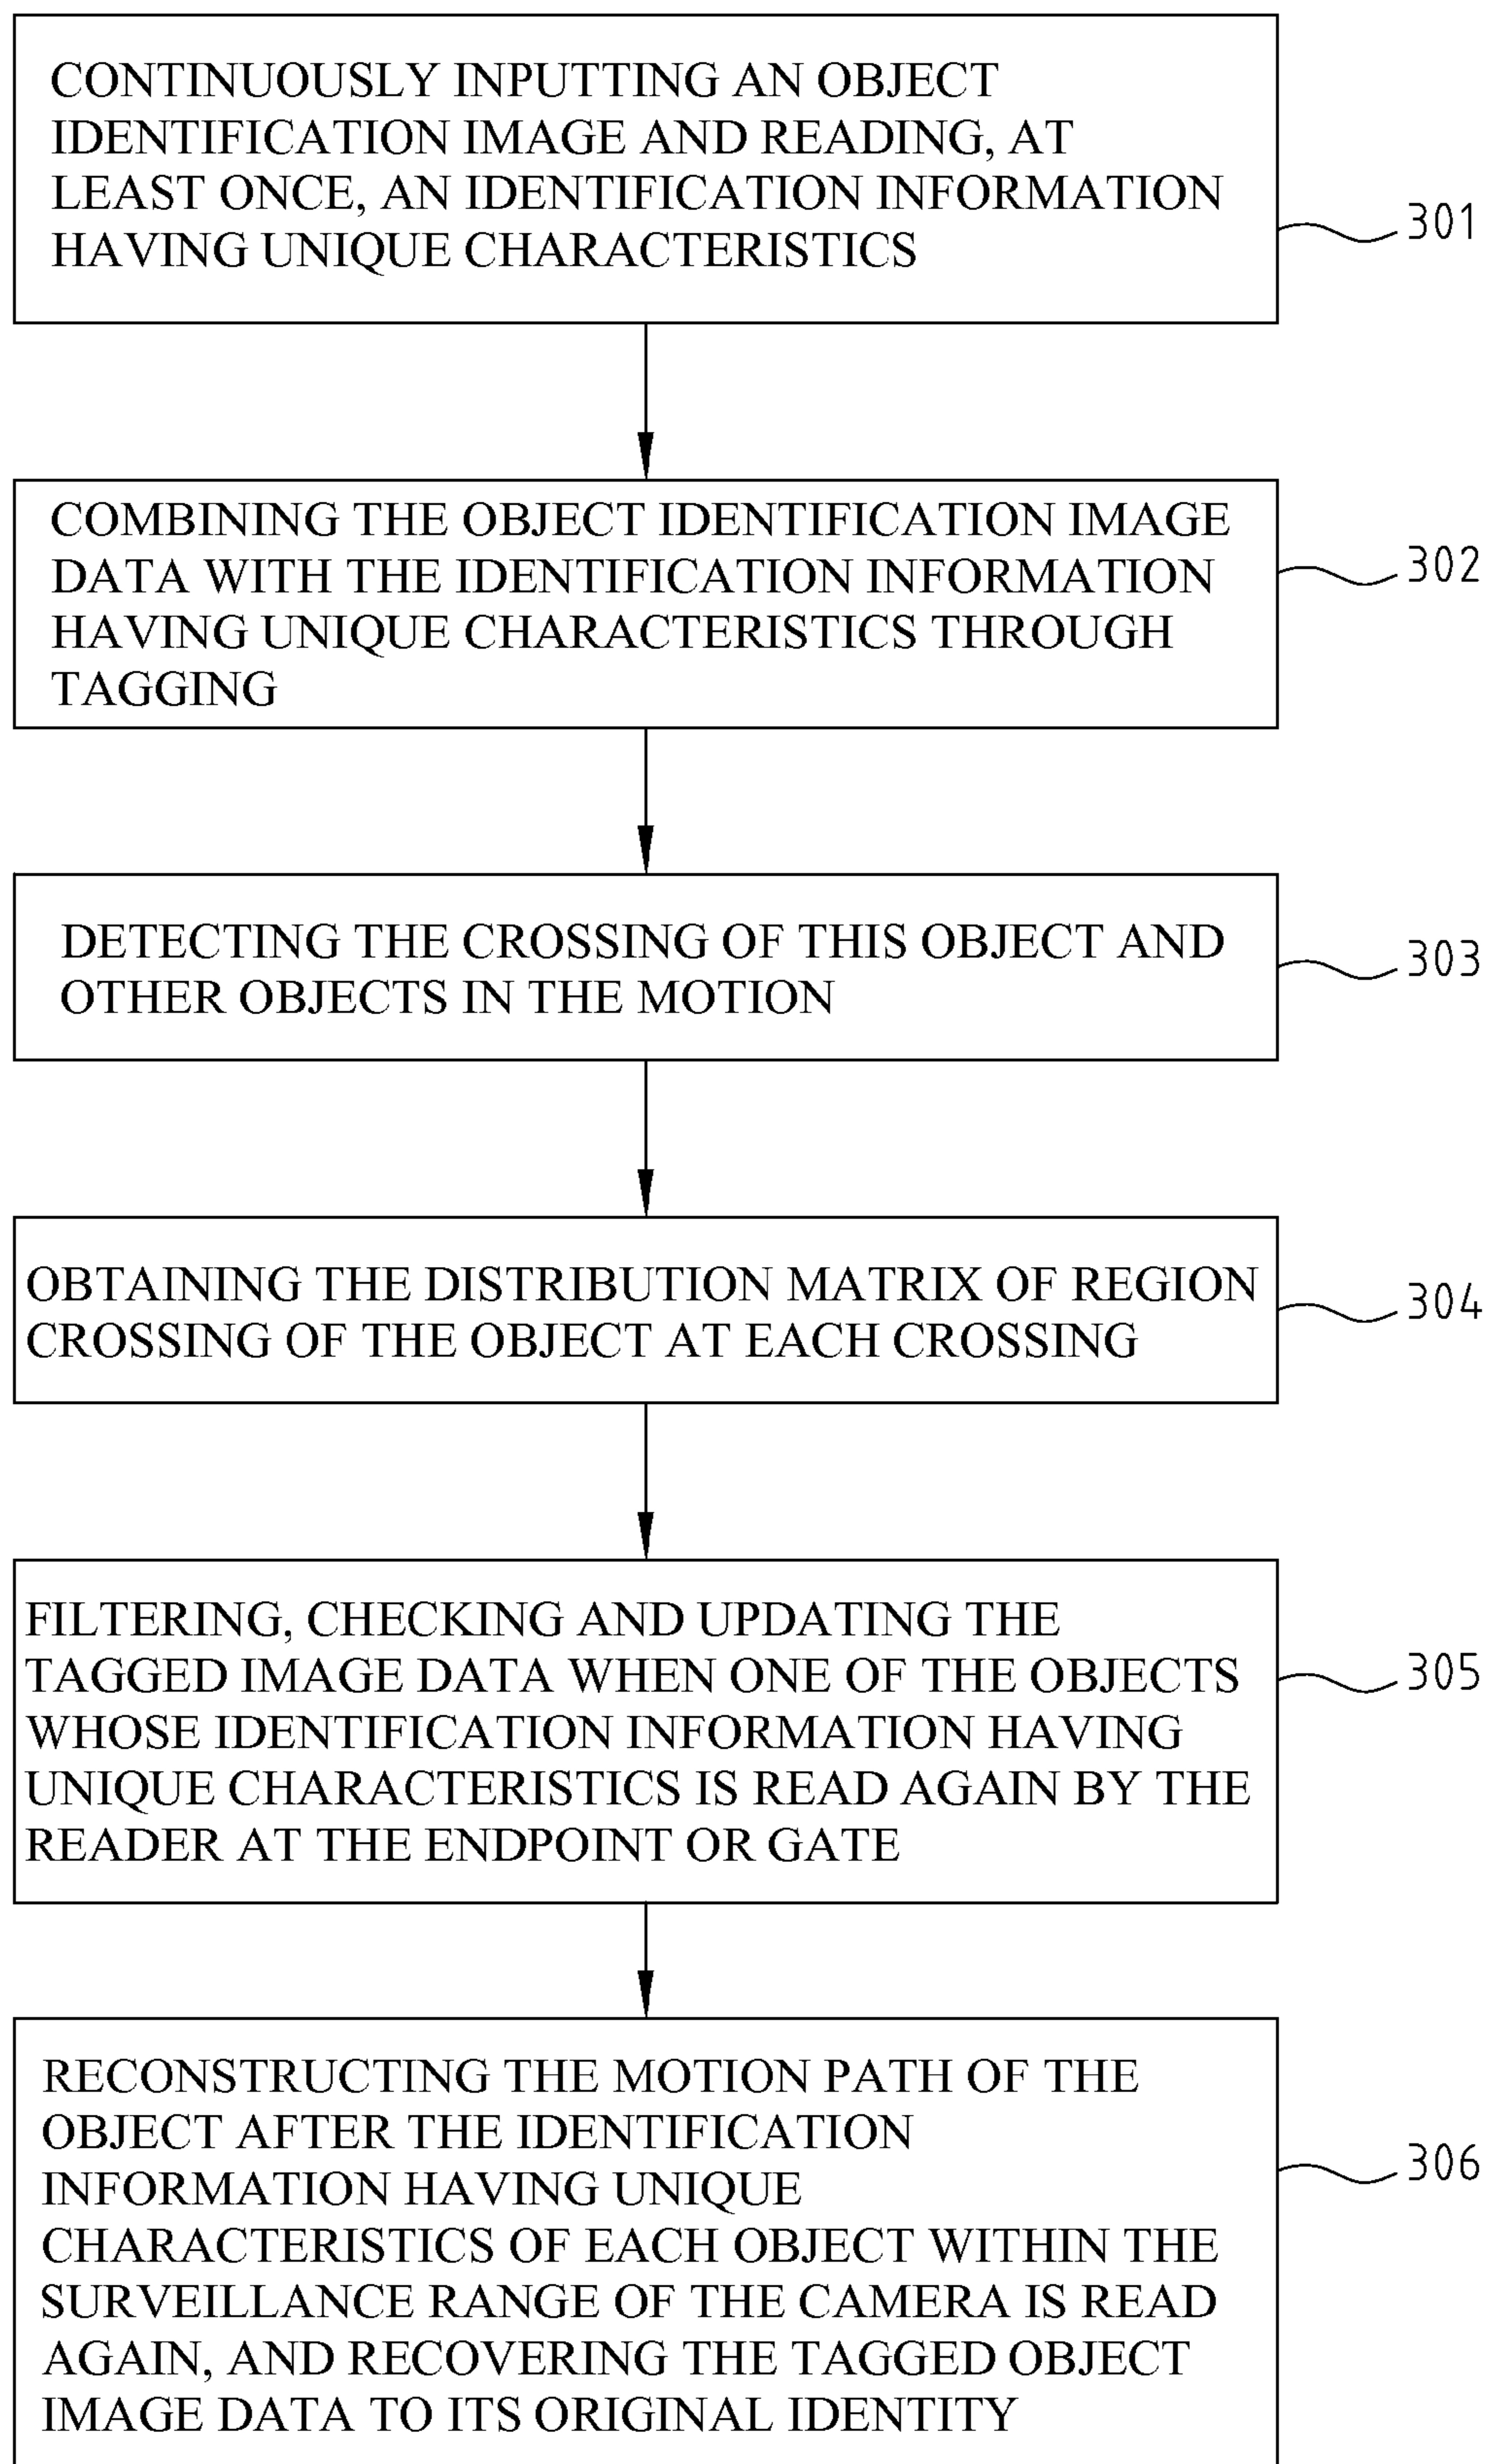 CONTINUOUSLY INPUTTING AN OBJECT
IDENTIFICATION IMAGE AND READING, AT
LEAST ONCE, AN IDENTIFICATION INFORMATION
HAVING UNIQUE CHARACTERISTICS
301
COMBINING THE OBJECT IDENTIFICATION IMAGE
DATA WITH THE IDENTIFICATION INFORMATION
HAVING UNIQUE CHARACTERISTICS THROUGH
TAGGING
302
DETECTING THE CROSSING OF THIS OBJECT AND
OTHER OBJECTS IN THE MOTION
303
OBTAINING THE DISTRIBUTION MATRIX OF REGION
CROSSING OF THE OBJECT AT EACH CROSSING
304
FILTERING, CHECKING AND UPDATING THE
TAGGED IMAGE DATA WHEN ONE OF THE OBJECTS
WHOSE IDENTIFICATION INFORMATION HAVING
UNIQUE CHARACTERISTICS IS READ AGAIN BY THE
READER AT THE ENDPOINT OR GATE
305
RECONSTRUCTING THE MOTION PATH OF THE
OBJECT AFTER THE IDENTIFICATION
INFORMATION HAVING UNIQUE
CHARACTERISTICS OF EACH OBJECT WITHIN THE
SURVEILLANCE RANGE OF THE CAMERA IS READ
AGAIN, AND RECOVERING THE TAGGED OBJECT
IMAGE DATA TO ITS ORIGINAL IDENTITY
306